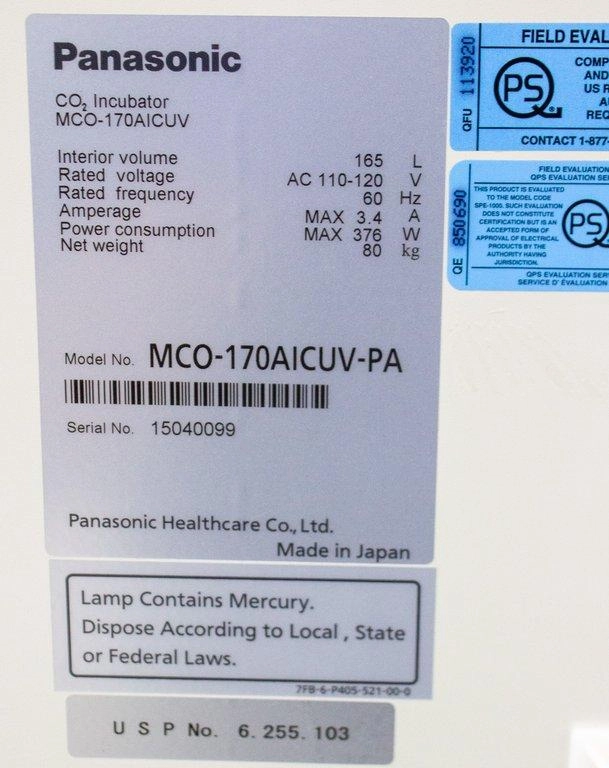 Panasonic
CO₂ Incubator
MCO-170AICUV
Interior volume 165 L
Rated voltage AC 110-120 V
Rated frequency 60 Hz
Amperage MAX 3.4 A
Power consumption MAX 376 W
Net weight 80 kg
Model No. MCO-170AICUV-PA
Serial No. 15040099
Panasonic Healthcare Co., Ltd.
Made in Japan
Lamp Contains Mercury.
Dispose According to Local , State
or Federal Laws.
7FB-6-P405-521-00-0
U S P No. 6. 255. 103
QFU 113920
FIELD EVAL
PS
COMP
AND
US R
REQ
CONTACT 1-877-
QE 850690
FIELD EVALUATION
QPS EVALUATION SER
THIS PRODUCT IS EVALUATED
TO THE MODEL CODE
SPE-1000. SUCH EVALUATION
DOES NOT CONSTITUTE
CERTIFICATION BUT IS AN
ACCEPTED FORM OF
APPROVAL OF ELECTRICAL
PRODUCTS BY THE
AUTHORITY HAVING
JURISDICTION.
PS
QPS EVALUATION SER
SERVICE D' ÉVALUATION